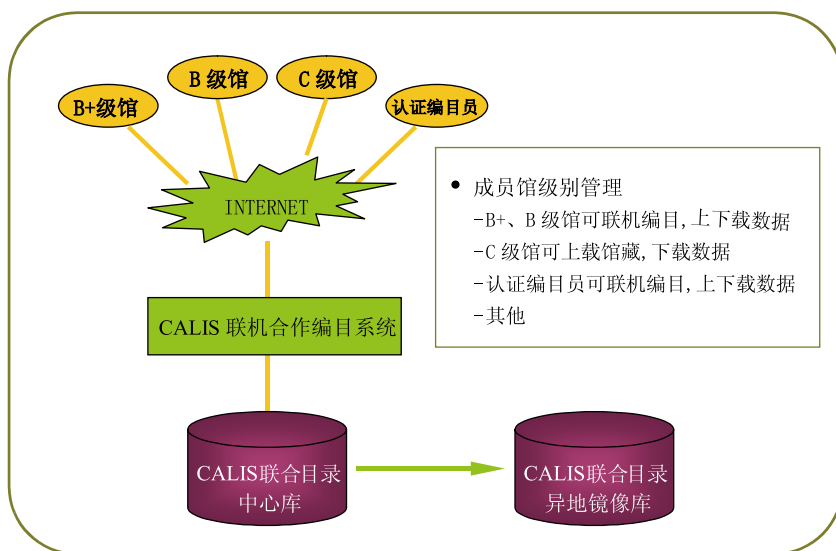 B 级馆
C 级馆
B+级馆
认证编目员
INTERNET
• 成员馆级别管理
-B+、B 级馆可联机编目,上下载数据
-C 级馆可上载馆藏,下载数据
-认证编目员可联机编目,上下载数据
-其他
CALIS 联机合作编目系统
CALIS联合目录
中心库
CALIS联合目录
异地镜像库